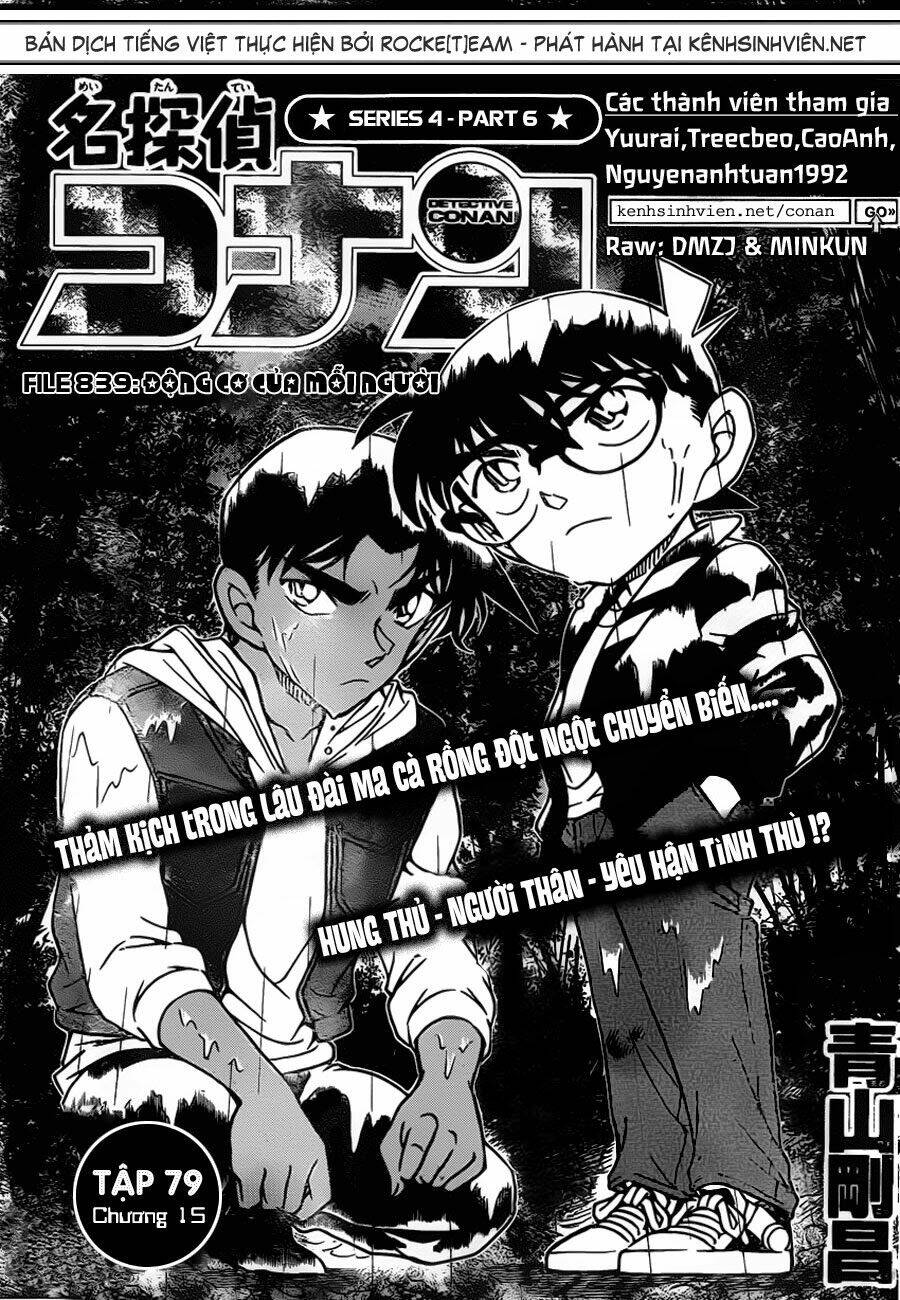 BẢN DỊCH TIẾNG VIỆT THỰC HIỆN BỞI ROCKE[T]EAM - PHÁT HÀNH TẠI KÊNHSINHVIÊN.NET
めい たん てい
名探偵
★ SERIES 4 - PART 6 ★
コナン
DETECTIVE
CONAN
Các thành viên tham gia
Yuurai,Treecbeo,CaoAnh,
Nguyenanhtuan1992
kenhsinhvien.net/conan GO»
Raw: DMZJ & MINKUN
FILE 839: ĐỘNG CƠ CỦA MỖI NGƯỜI
THẢM KỊCH TRONG LÂU ĐÀI MA CÀ RỒNG ĐỘT NGỘT CHUYỂN BIẾN....
HUNG THỦ - NGƯỜI THÂN - YÊU HẬN TÌNH THÙ !?
青山剛昌
TẬP 79
Chương 15